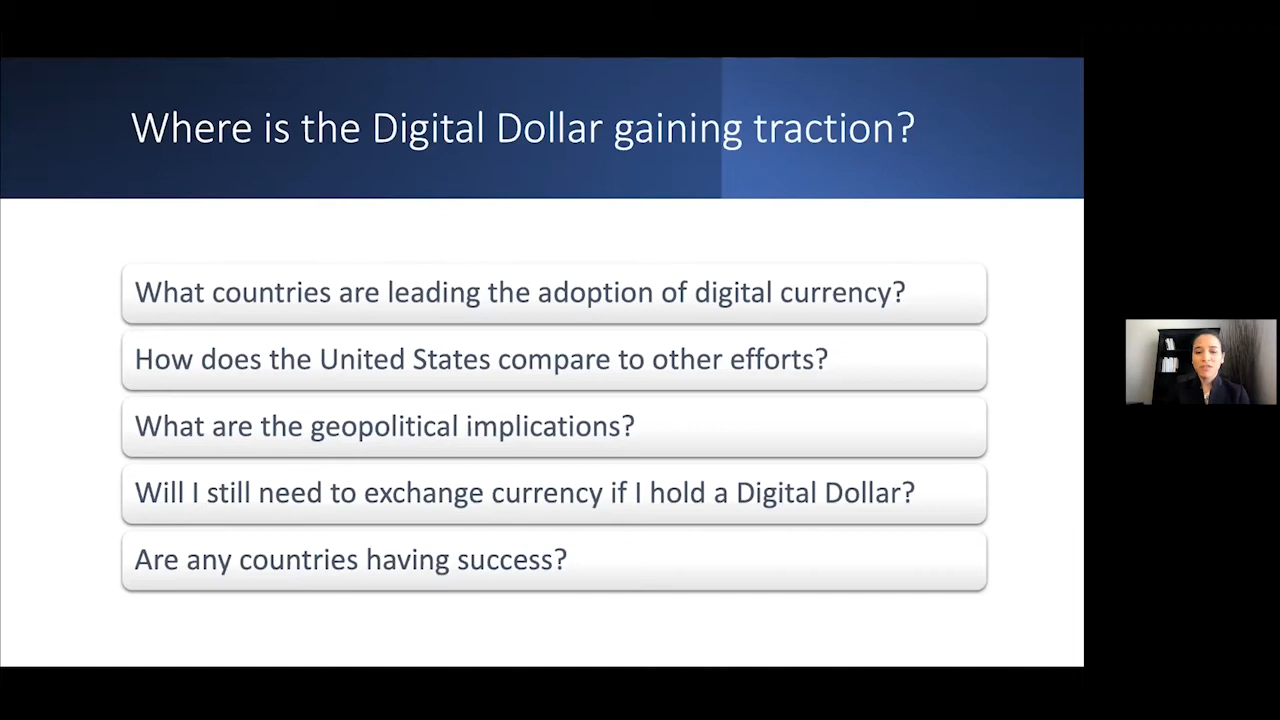 Where is the Digital Dollar gaining traction?
What countries are leading the adoption of digital currency?
How does the United States compare to other efforts?
What are the geopolitical implications?
Will I still need to exchange currency if I hold a Digital Dollar?
Are any countries having success?